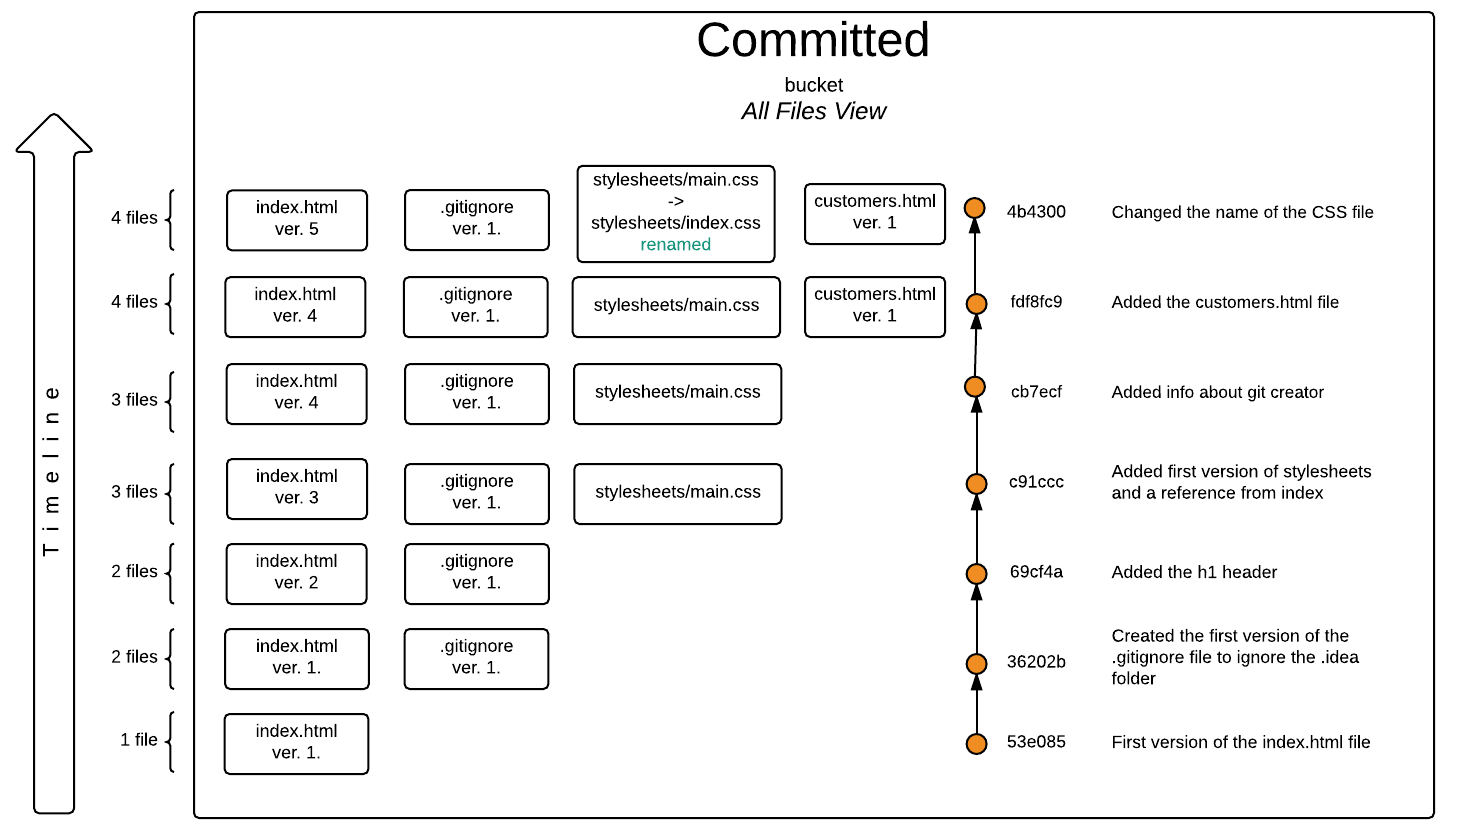 Committed
bucket
All Files View
Timeline
4 files
index.html
ver. 5
.gitignore
ver. 1.
stylesheets/main.css
->
stylesheets/index.css
renamed
customers.html
ver. 1
4b4300
Changed the name of the CSS file
4 files
index.html
ver. 4
.gitignore
ver. 1.
stylesheets/main.css
customers.html
ver. 1
fdf8fc9
Added the customers.html file
3 files
index.html
ver. 4
.gitignore
ver. 1.
stylesheets/main.css
cb7ecf
Added info about git creator
3 files
index.html
ver. 3
.gitignore
ver. 1.
stylesheets/main.css
c91ccc
Added first version of stylesheets
and a reference from index
2 files
index.html
ver. 2
.gitignore
ver. 1.
69cf4a
Added the h1 header
2 files
index.html
ver. 1.
.gitignore
ver. 1.
36202b
Created the first version of the
.gitignore file to ignore the .idea
folder
1 file
index.html
ver. 1.
53e085
First version of the index.html file